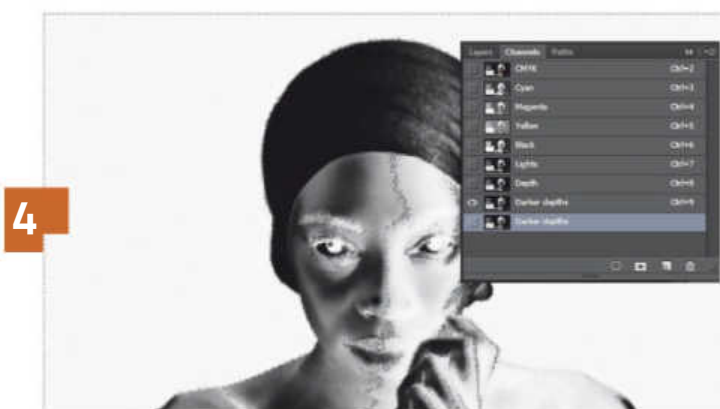 4
Layers Channels Paths
CMYK Ctrl+2
Cyan Ctrl+3
Magenta Ctrl+4
Yellow Ctrl+5
Black Ctrl+6
Lights Ctrl+7
Depth Ctrl+8
Darker depths Ctrl+9
Darker depths